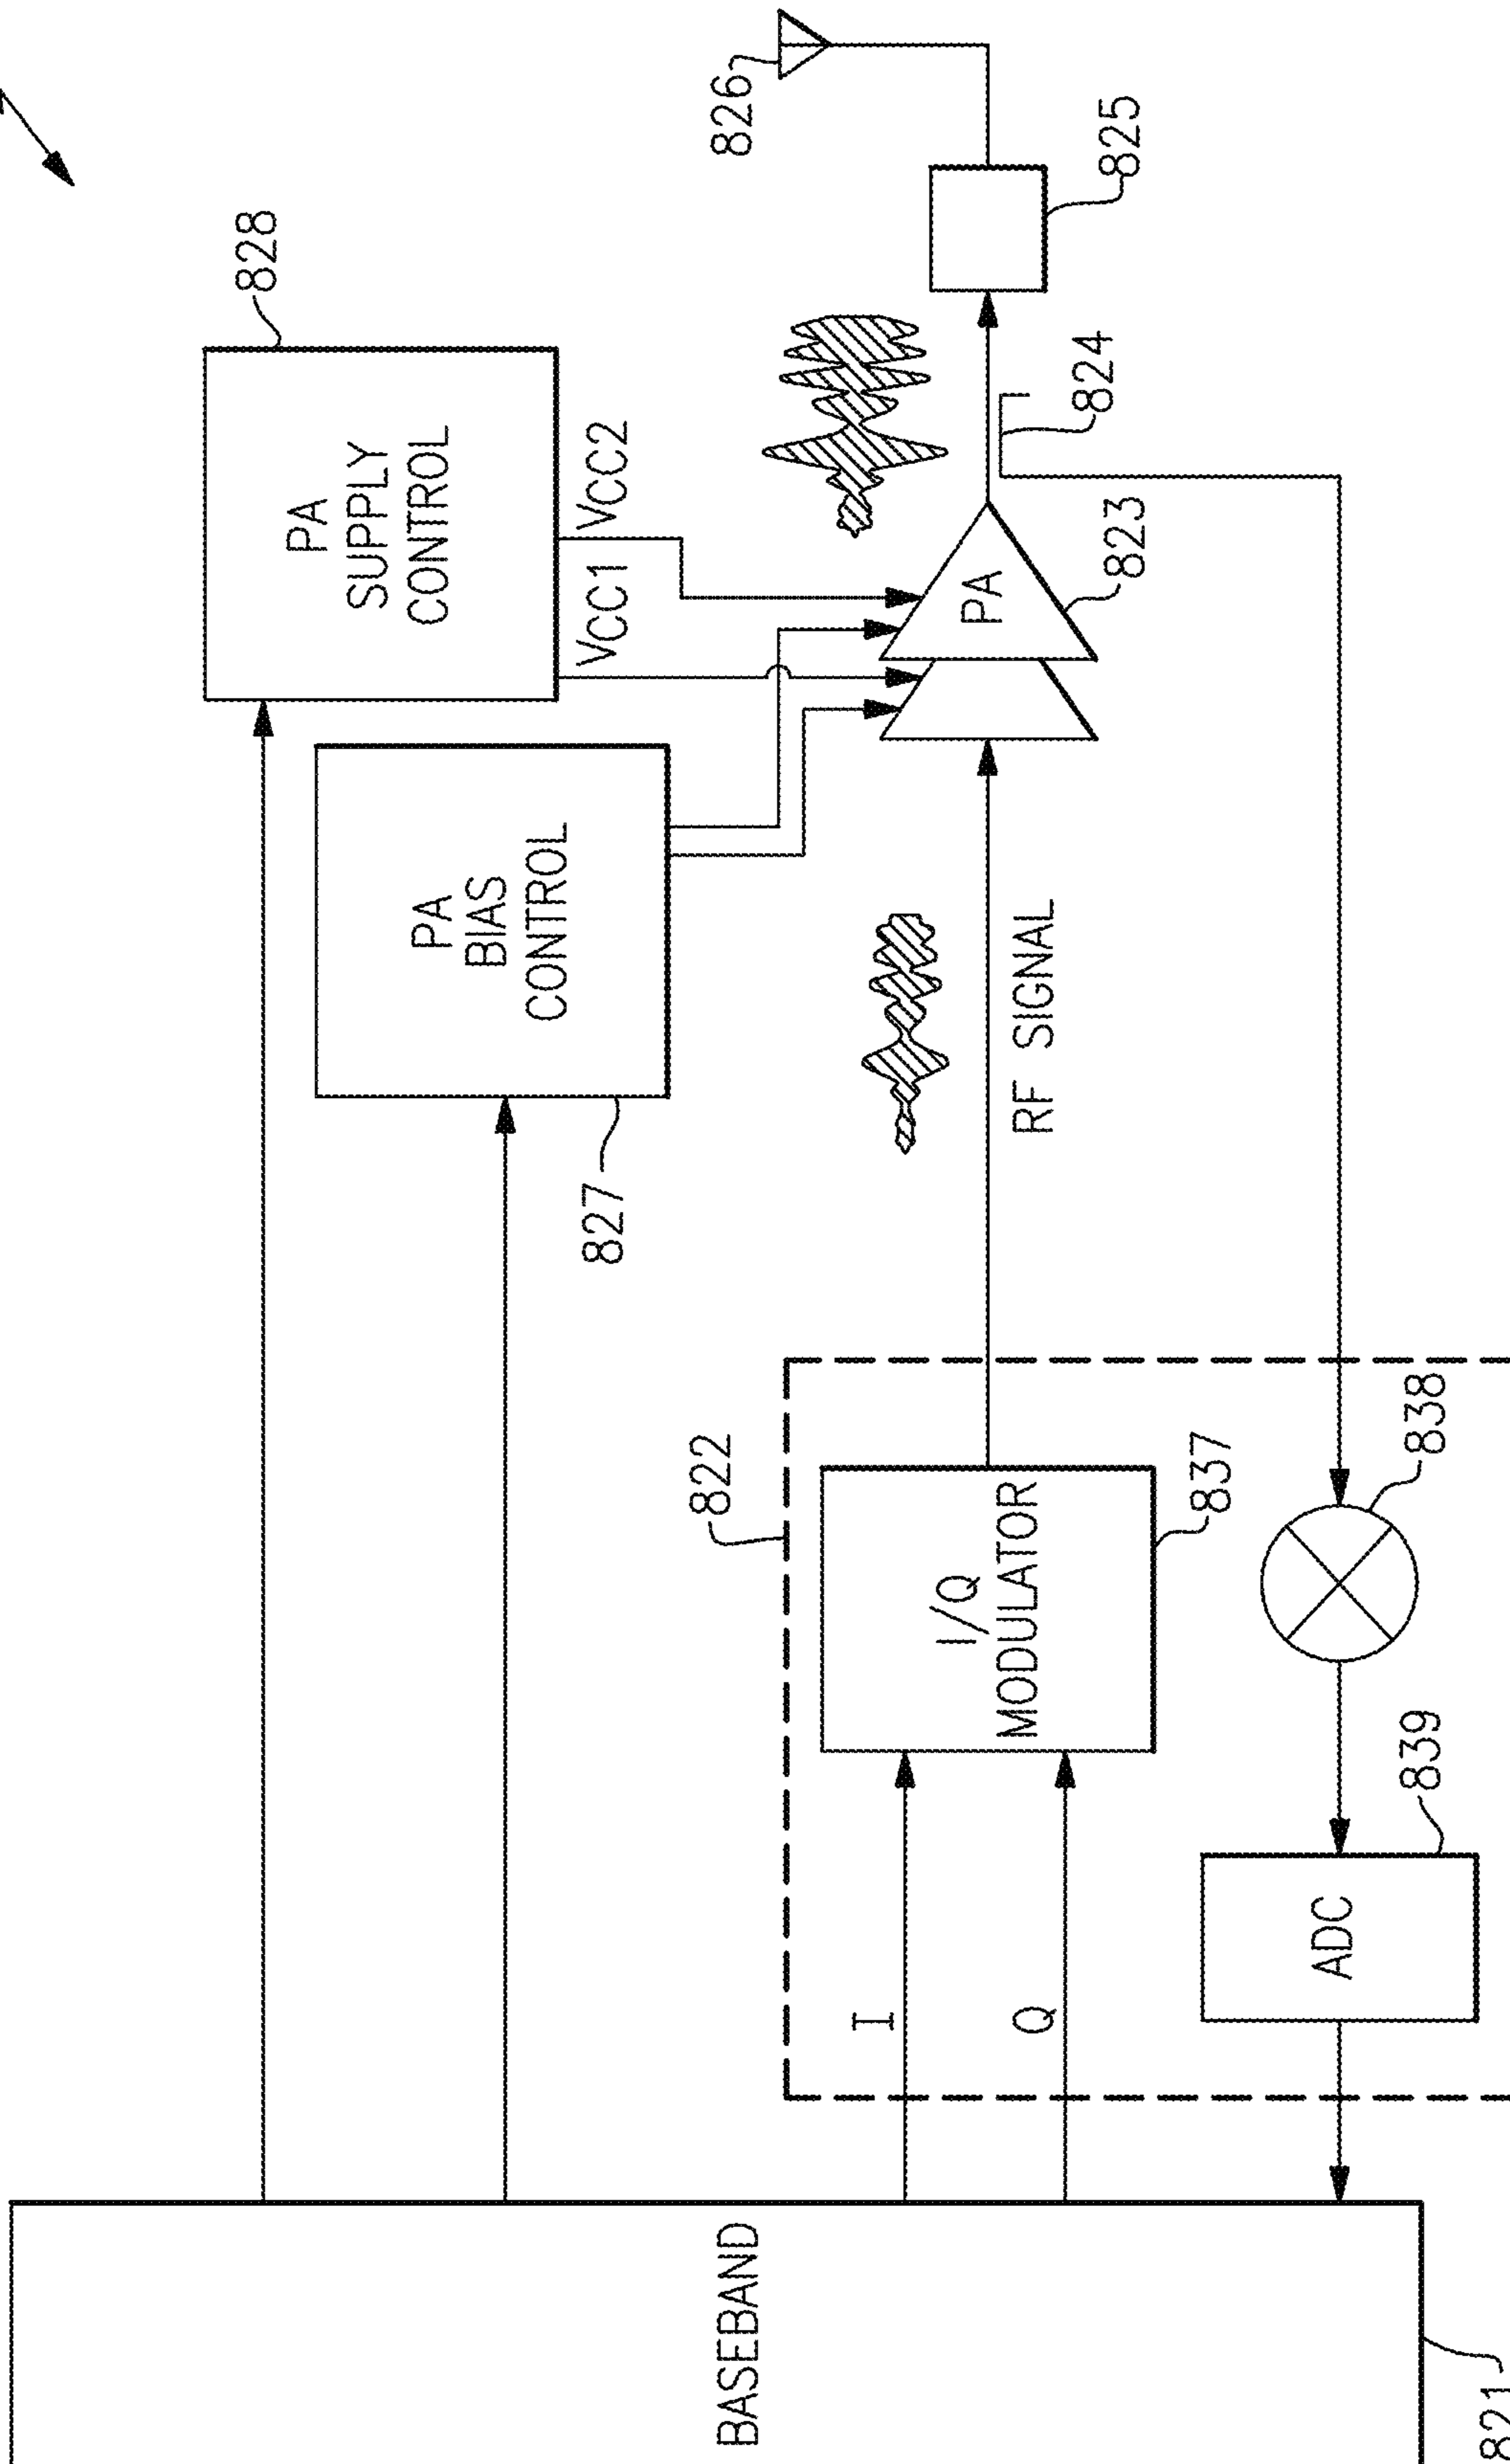 828
PA
SUPPLY
CONTROL
VCC1
VCC2
PA
BIAS
CONTROL
827
826
825
824
PA
823
RF SIGNAL
822
I/Q
MODULATOR
837
838
I
Q
ADC
839
BASEBAND
821